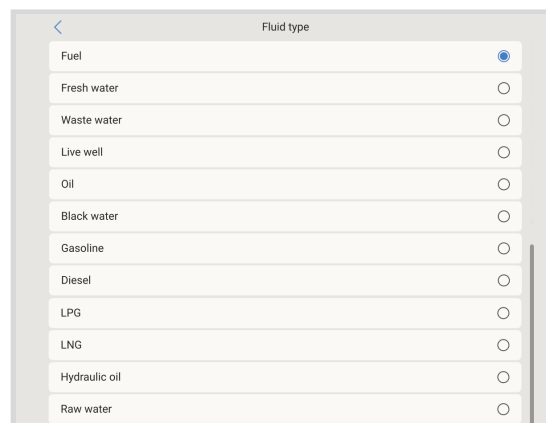 Fluid type
Fuel
Fresh water
Waste water
Live well
Oil
Black water
Gasoline
Diesel
LPG
LNG
Hydraulic oil
Raw water